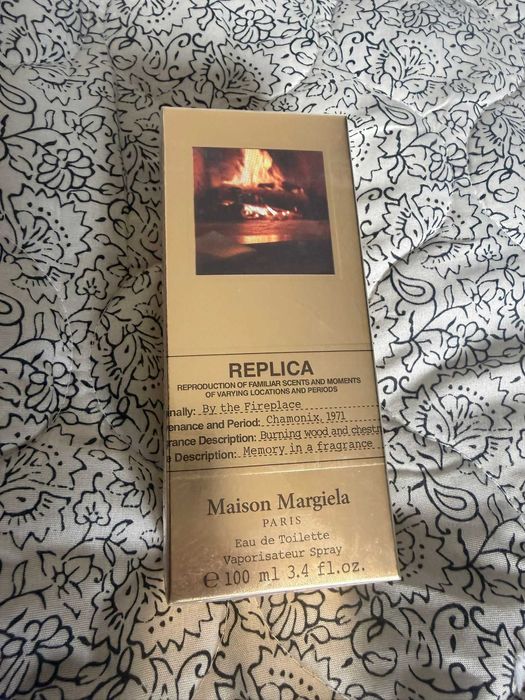 REPLICA
REPRODUCTION OF FAMILIAR SCENTS AND MOMENTS
OF VARYING LOCATIONS AND PERIODS
nally: By the Fireplace
enance and Period: Chamonix, 1971
rance Description: Burning wood and chestn
e Description: Memory in a fragrance
Maison Margiela
PARIS
Eau de Toilette
Vaporisateur Spray
℮ 100 ml 3.4 fl.oz.